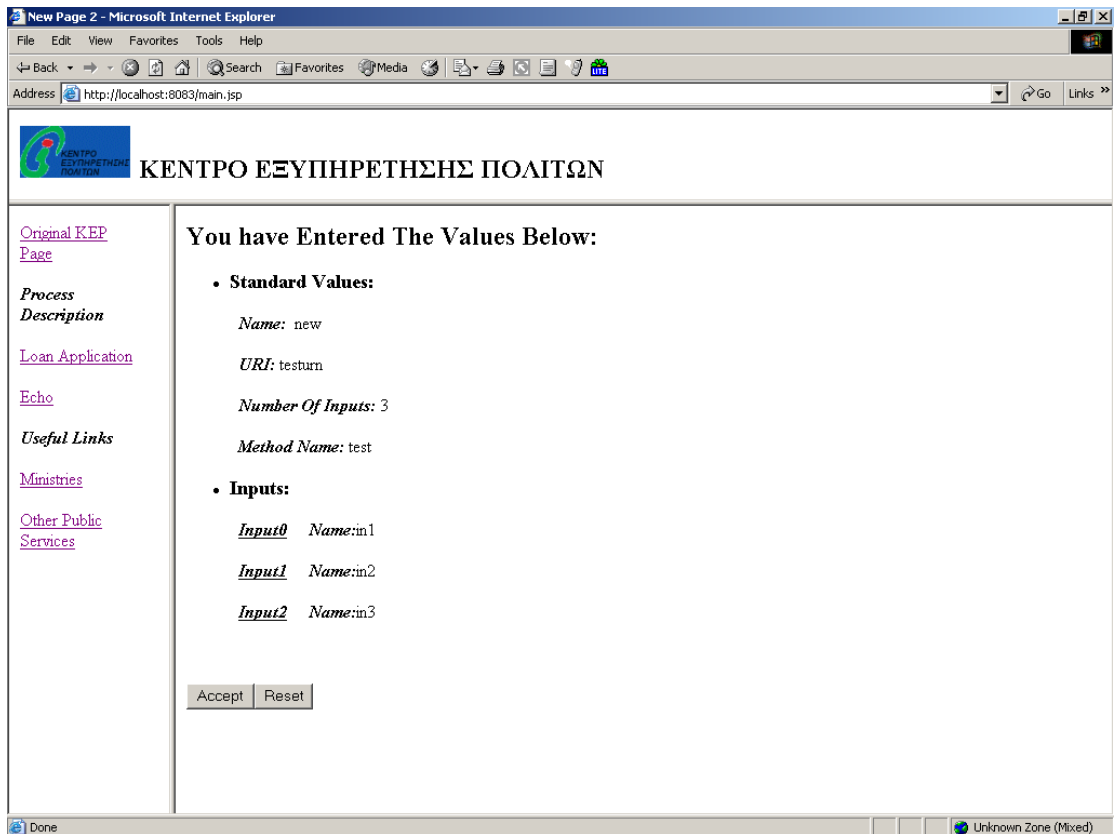 New Page 2 - Microsoft Internet Explorer
File Edit View Favorites Tools Help
Back Search Favorites Media LITE
Address http://localhost:8083/main.jsp Go Links »
ΚΕΝΤΡΟ
ΕΞΥΠΗΡΕΤΗΣΗΣ
ΠΟΛΙΤΩΝ
ΚΕΝΤΡΟ ΕΞΥΠΗΡΕΤΗΣΗΣ ΠΟΛΙΤΩΝ
Original KEP
Page
Process
Description
Loan Application
Echo
Useful Links
Ministries
Other Public
Services
You have Entered The Values Below:
• Standard Values:
Name: new
URI: testurn
Number Of Inputs: 3
Method Name: test
• Inputs:
Input0 Name:in1
Input1 Name:in2
Input2 Name:in3
Accept Reset
Done Unknown Zone (Mixed)